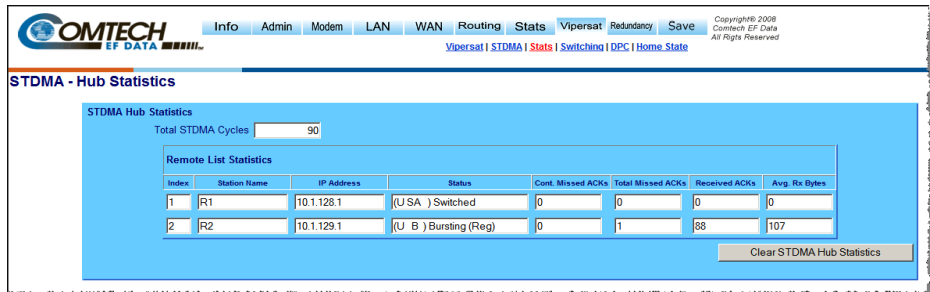 COMTECH
EF DATA
Info Admin Modem LAN WAN Routing Stats Vipersat Redundancy Save
Copyright® 2008
Comtech EF Data
All Rigts Reserved
Vipersat | STDMA | Stats | Switching | DPC | Home State
STDMA - Hub Statistics
STDMA Hub Statistics
Total STDMA Cycles 90
Remote List Statistics
Index Station Name IP Address Status Cont. Missed ACKs Total Missed ACKs Received ACKs Avg. Rx Bytes
1 R1 10.1.128.1 (U SA ) Switched 0 0 0 0
2 R2 10.1.129.1 (U B ) Bursting (Reg) 0 1 88 107
Clear STDMA Hub Statistics